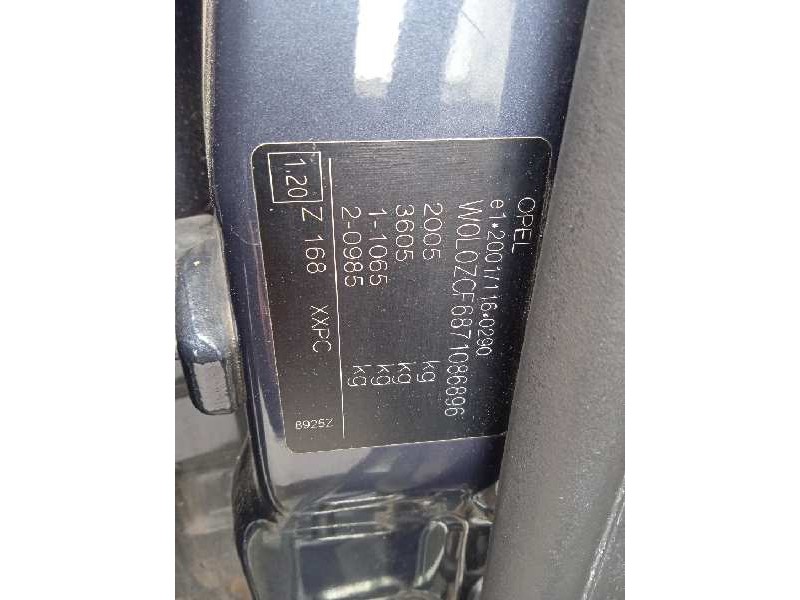 OPEL
e1*2001/116*0290
W0L0ZCF6871086896
2005 kg
3605 kg
1-1065 kg
2-0985 kg
1.20 Z 168 XXPC
8925Z